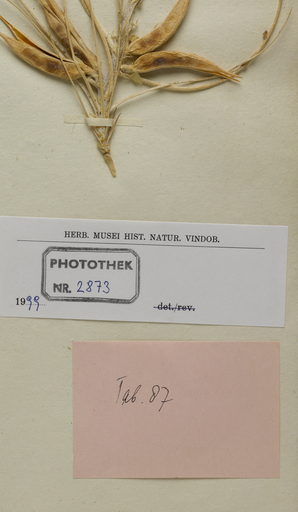 HERB. MUSEI HIST. NATUR. VINDOB.
PHOTOTHEK
NR. 2873
1999 det./rev.
Tab. 87